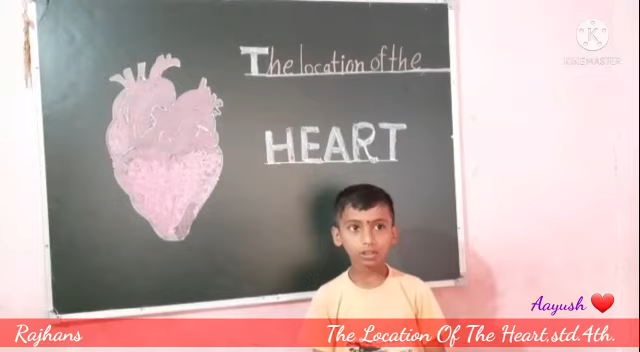 KINEMASTER
The location of the
HEART
Aayush ❤
Rajhans
The Location Of The Heart,std.4th.